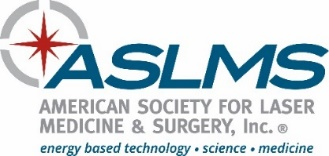 ASLMS
AMERICAN SOCIETY FOR LASER
MEDICINE & SURGERY, Inc. ®
energy based technology • science • medicine